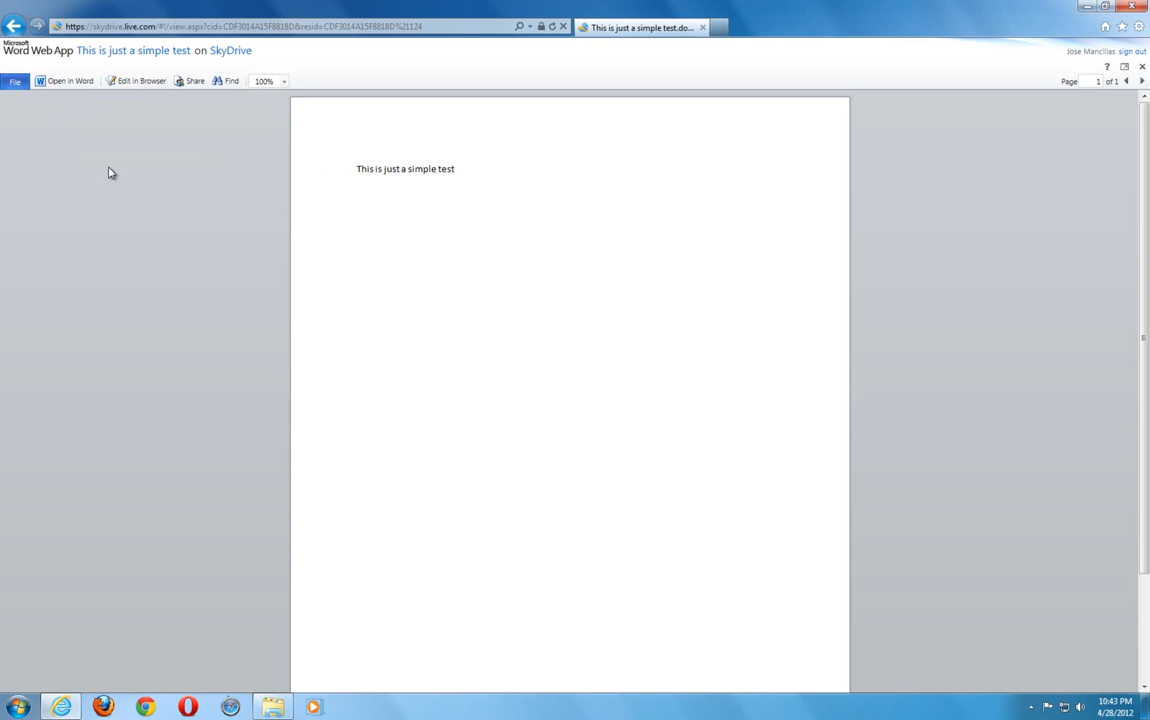 https://skydrive.live.com/#!/view.aspx?cid=CDF3014A15F8818D&resid=CDF3014A15F8818D%21124
This is just a simple test.do...
Microsoft
Word Web App This is just a simple test on SkyDrive
Jose Mancillas sign out
File Open in Word Edit in Browser Share Find 100% Page 1 of 1
This is just a simple test
10:43 PM
4/28/2012